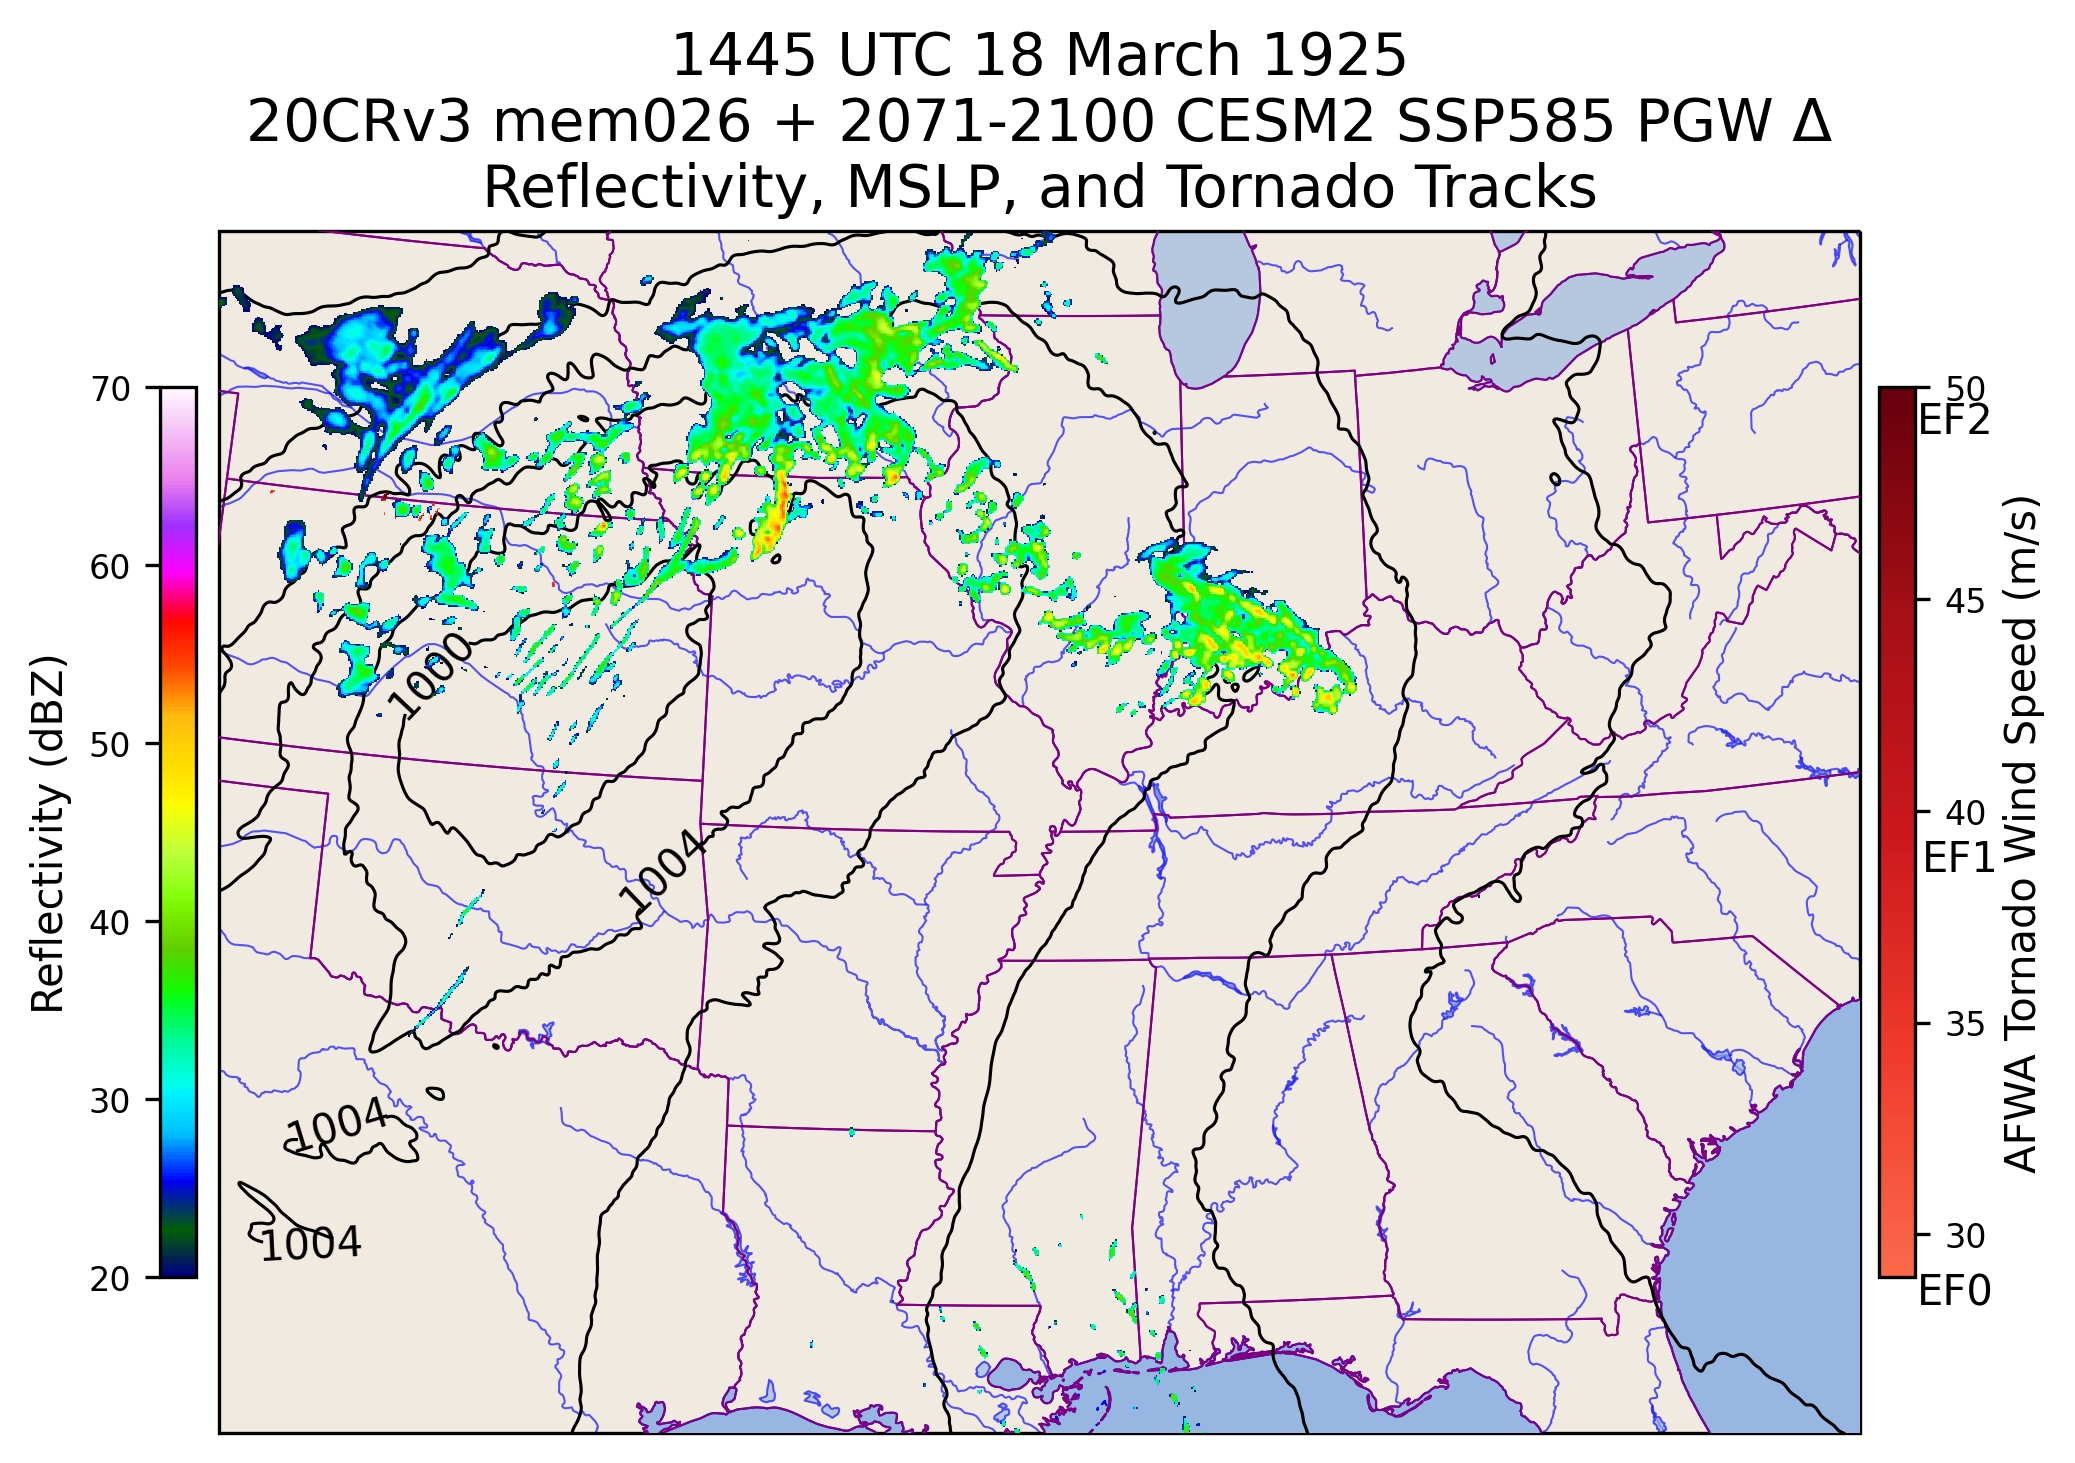 1445 UTC 18 March 1925
20CRv3 mem026 + 2071-2100 CESM2 SSP585 PGW Δ
Reflectivity, MSLP, and Tornado Tracks
70
60
50
40
30
20
Reflectivity (dBZ)
1000
1004
1004
1004
50
EF2
45
40
EF1
35
30
EF0
AFWA Tornado Wind Speed (m/s)